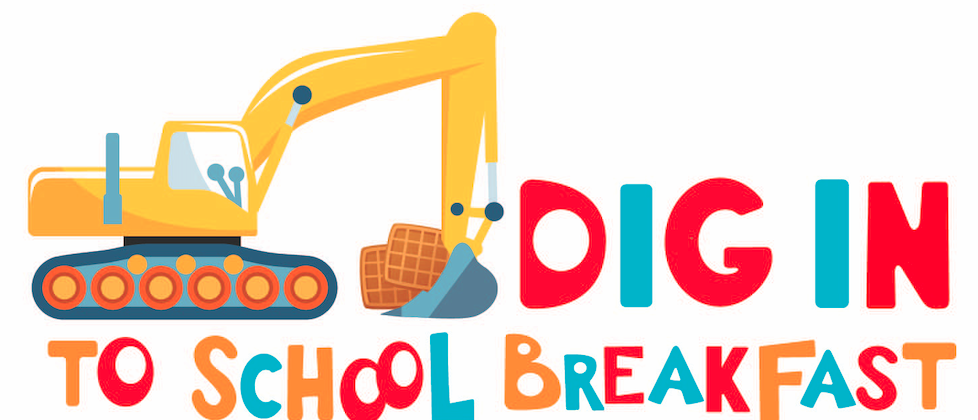 DIG IN
TO SCHOOL BREAKFAST